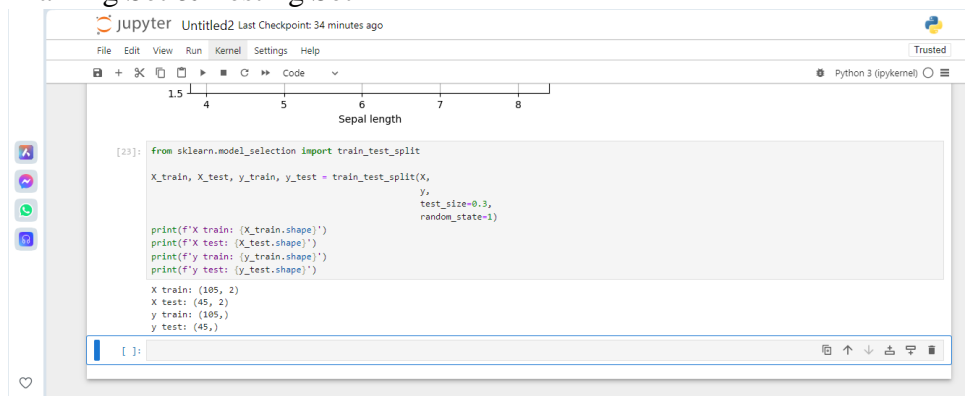 Jupyter Untitled2 Last Checkpoint: 34 minutes ago
File Edit View Run Kernel Settings Help Trusted
Code Python 3 (ipykernel)
1.5
4 5 6 7 8
Sepal length
[23]: from sklearn.model_selection import train_test_split
X_train, X_test, y_train, y_test = train_test_split(X,
y,
test_size=0.3,
random_state=1)
print(f'X train: {X_train.shape}')
print(f'X test: {X_test.shape}')
print(f'y train: {y_train.shape}')
print(f'y test: {y_test.shape}')
X train: (105, 2)
X test: (45, 2)
y train: (105,)
y test: (45,)
[ ]: